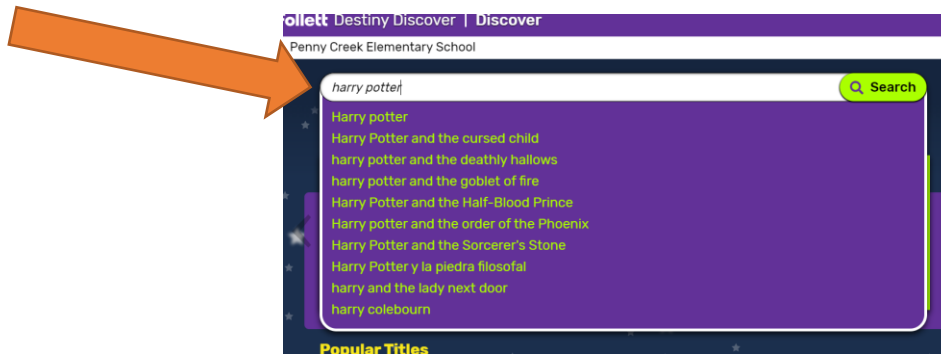 ollett Destiny Discover | Discover
Penny Creek Elementary School
harry potter
Search
Harry potter
Harry Potter and the cursed child
harry potter and the deathly hallows
harry potter and the goblet of fire
Harry Potter and the Half-Blood Prince
Harry potter and the order of the Phoenix
Harry Potter and the Sorcerer's Stone
Harry Potter y la piedra filosofal
harry and the lady next door
harry colebourn
Popular Titles